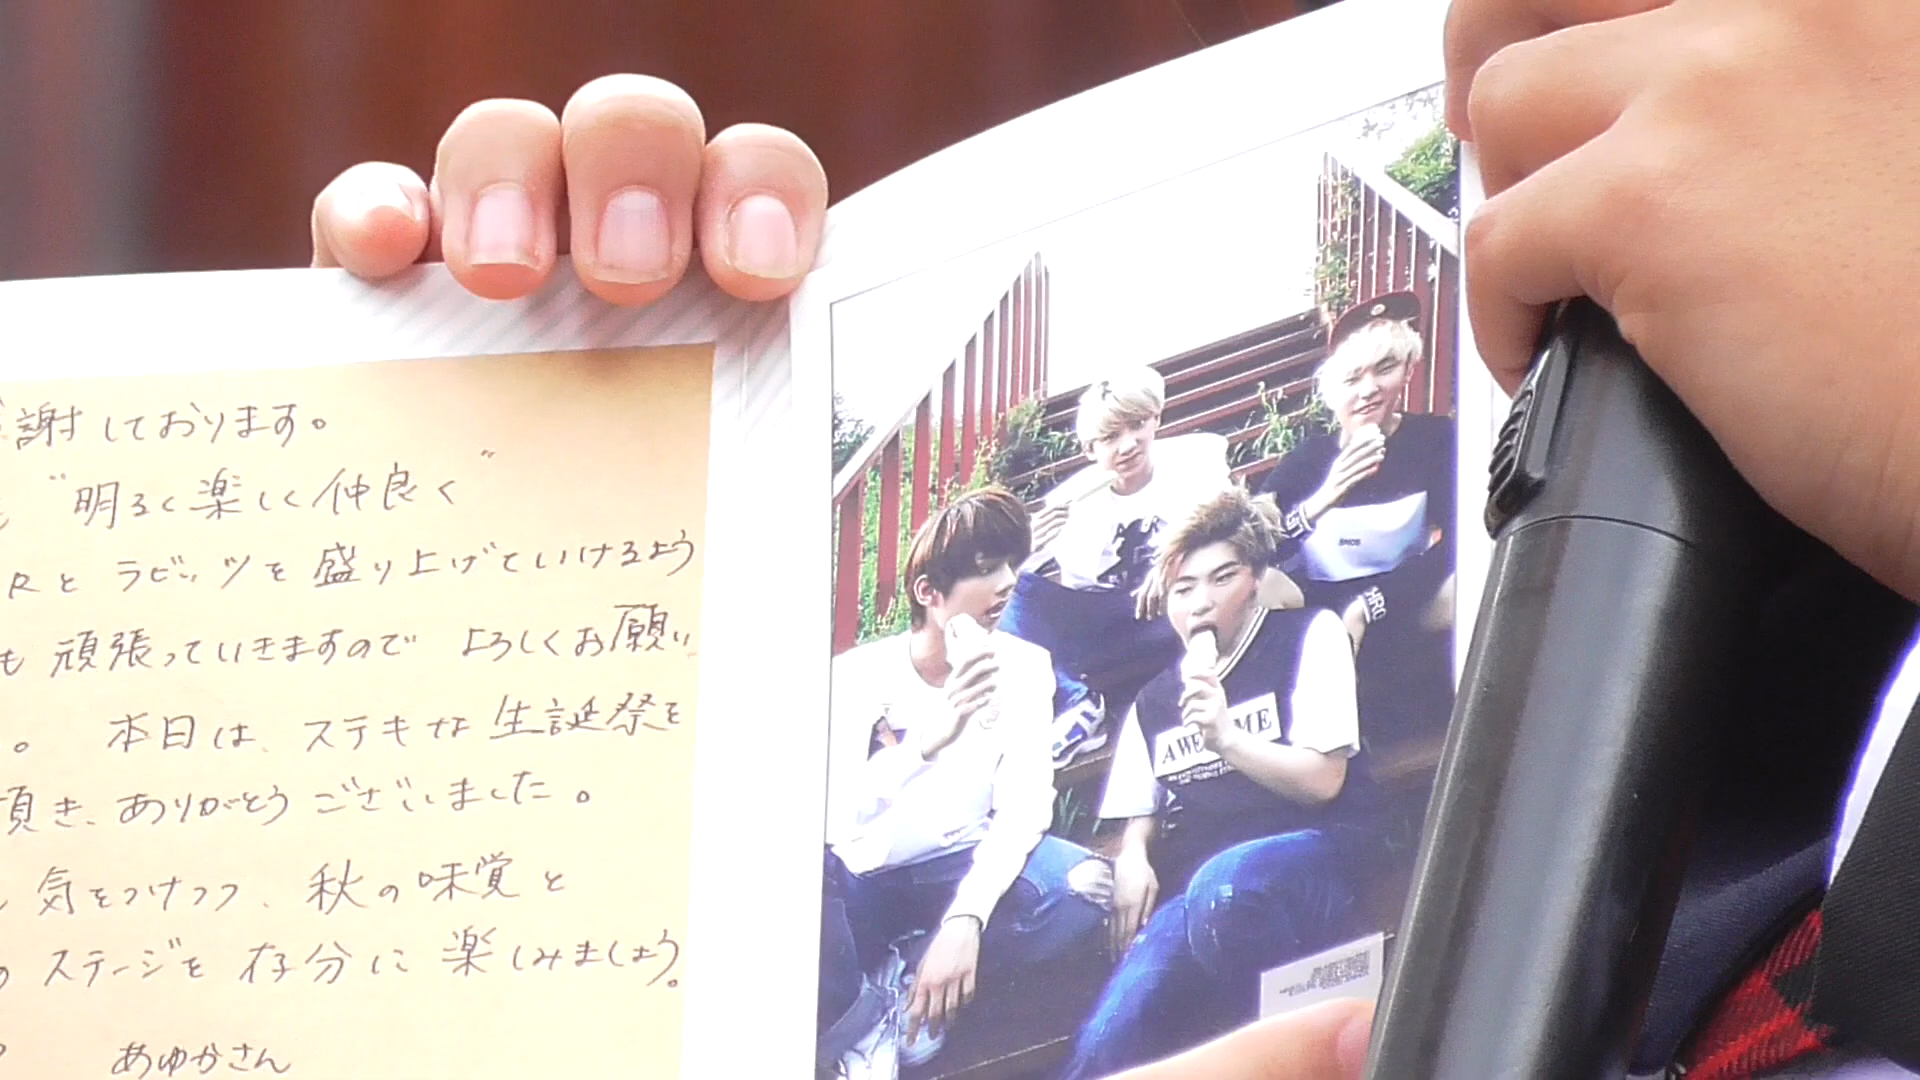 謝しております。
"明るく楽しく仲良く"
Rとラビッツを盛り上げていけるよう
も頑張っていきますので よろしくお願い
。 本日は、ステキな生誕祭を
頂き、ありがとうございました。
気をつけつつ、秋の味覚と
のステージを存分に楽しみましょう。
あゆかさん
AWESOME